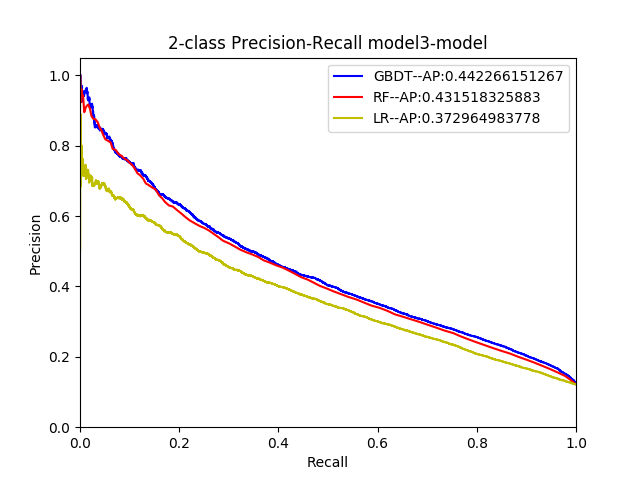 2-class Precision-Recall model3-model
GBDT--AP:0.442266151267
RF--AP:0.431518325883
LR--AP:0.372964983778
Precision
1.0
0.8
0.6
0.4
0.2
0.0
0.0 0.2 0.4 0.6 0.8 1.0
Recall